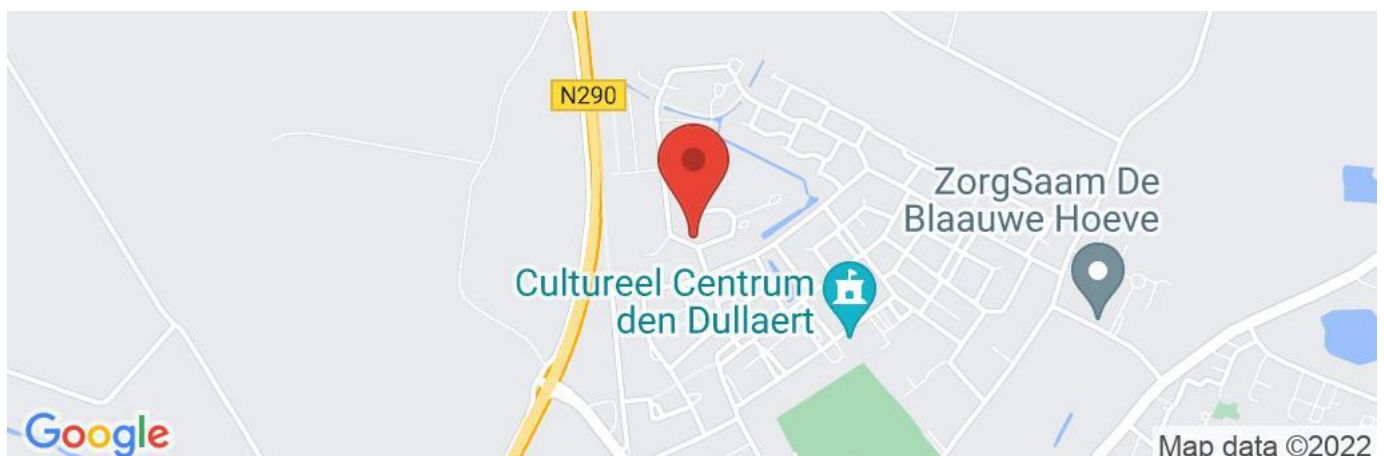 N290
ZorgSaam De
Blaauwe Hoeve
Cultureel Centrum
den Dullaert
Google
Map data ©2022